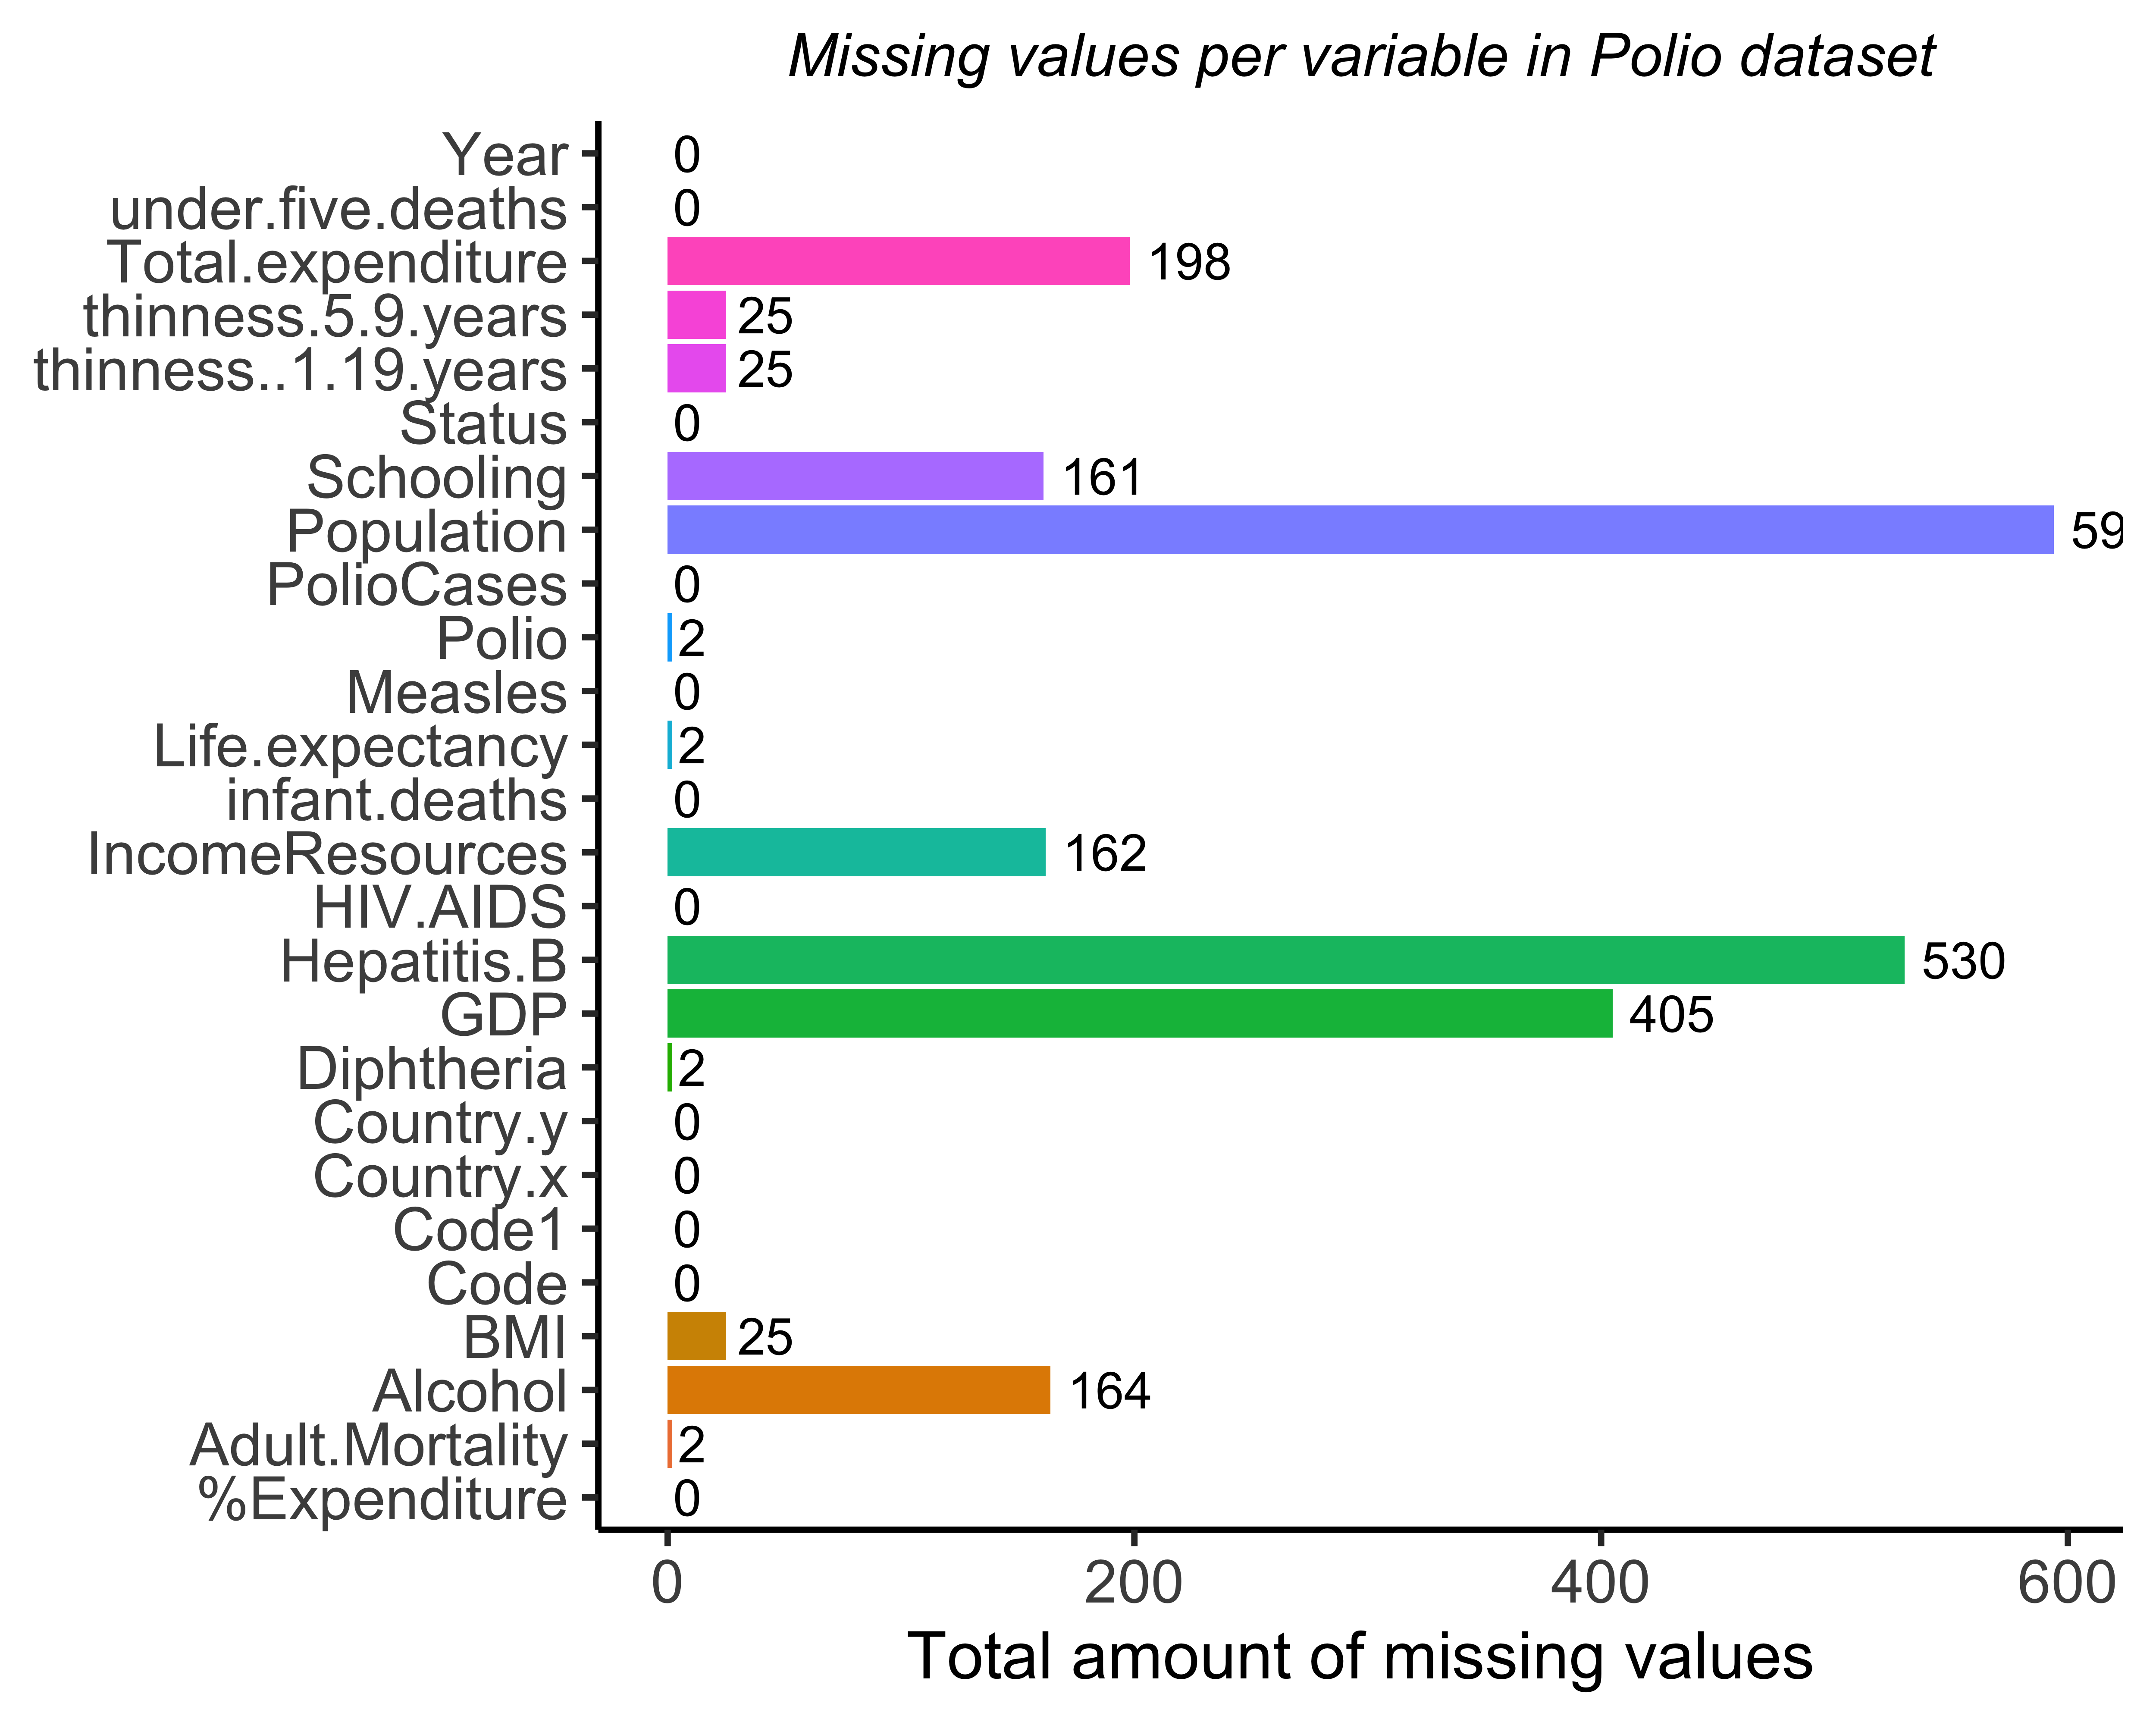 Missing values per variable in Polio dataset
Year 0
under.five.deaths 0
Total.expenditure 198
thinness.5.9.years 25
thinness..1.19.years 25
Status 0
Schooling 161
Population 59
PolioCases 0
Polio 2
Measles 0
Life.expectancy 2
infant.deaths 0
IncomeResources 162
HIV.AIDS 0
Hepatitis.B 530
GDP 405
Diphtheria 2
Country.y 0
Country.x 0
Code1 0
Code 0
BMI 25
Alcohol 164
Adult.Mortality 2
%Expenditure 0
0 200 400 600
Total amount of missing values